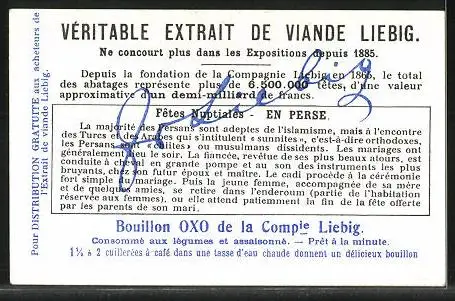 VÉRITABLE EXTRAIT DE VIANDE LIEBIG.
Ne concourt plus dans les Expositions depuis 1885.
Depuis la fondation de la Compagnie Liebig en 1865, le total
des abatages représente plus de 6.500.000 têtes, d'une valeur
approximative d'un demi-milliard de francs.
Fêtes Nuptiales - EN PERSE.
La majorité des Persans sont adeptes de l'islamisme, mais à l'encontre
des Turcs et des Arabes qui s'intitulent « sunnites », c'est-à-dire orthodoxes,
les Persans sont «chiites» ou musulmans dissidents. Les mariages ont
généralement lieu le soir. La fiancée, revêtue de ses plus beaux atours, est
conduite à cheval en grande pompe et au son des instruments les plus
bruyants, chez son futur époux et maître. Le cadi procède à la cérémonie
fort simple du mariage. Puis la jeune femme, accompagnée de sa mère
et de quelques amies, se retire dans l'enderoum (partie de l'habitation
réservée aux femmes), ou elle attend patiemment la fin de la fête offerte
par les parents de son mari.
Bouillon OXO de la Compie Liebig.
Consommé aux légumes et assaisonné. — Prêt à la minute.
1½ à 2 cuillerées à café dans une tasse d'eau chaude donnent un délicieux bouillon
Pour DISTRIBUTION GRATUITE aux acheteurs de
l'Extrait de viande Liebig.
JvLiebig